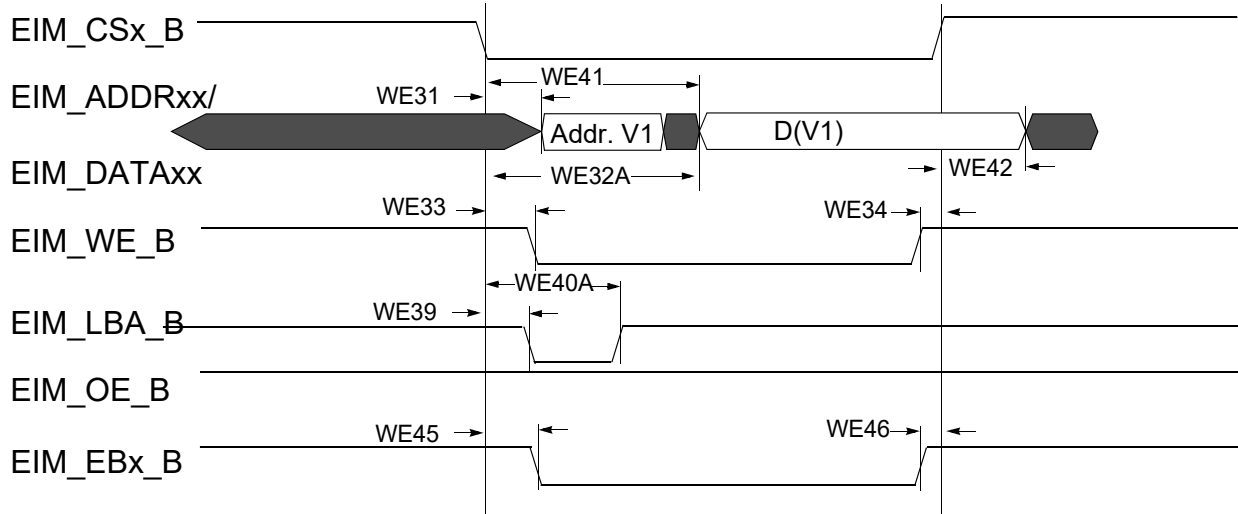 EIM_CSx_B
WE41
EIM_ADDRxx/
WE31
Addr. V1
D(V1)
EIM_DATAxx
WE32A
WE42
WE33
WE34
EIM_WE_B
WE40A
WE39
EIM_LBA_B
EIM_OE_B
WE45
WE46
EIM_EBx_B